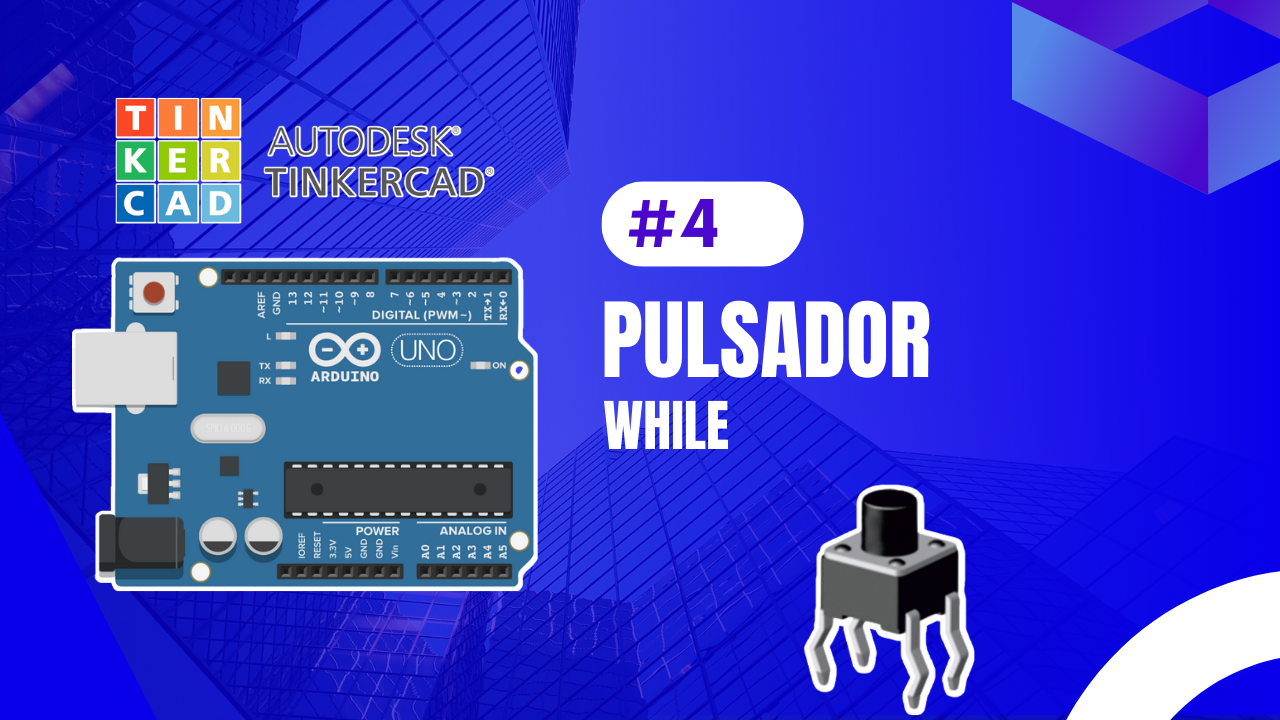 TIN
KER
CAD
AUTODESK®
TINKERCAD®
#4
PULSADOR
WHILE
AREF
GND
13
12
~11
~10
~9
8
7
~6
~5
4
~3
2
TX→1
RX←0
DIGITAL (PWM~)
L
TX
RX
UNO
ON
ARDUINO
POWER
ANALOG IN
IOREF
RESET
3.3V
5V
GND
GND
Vin
A0
A1
A2
A3
A4
A5